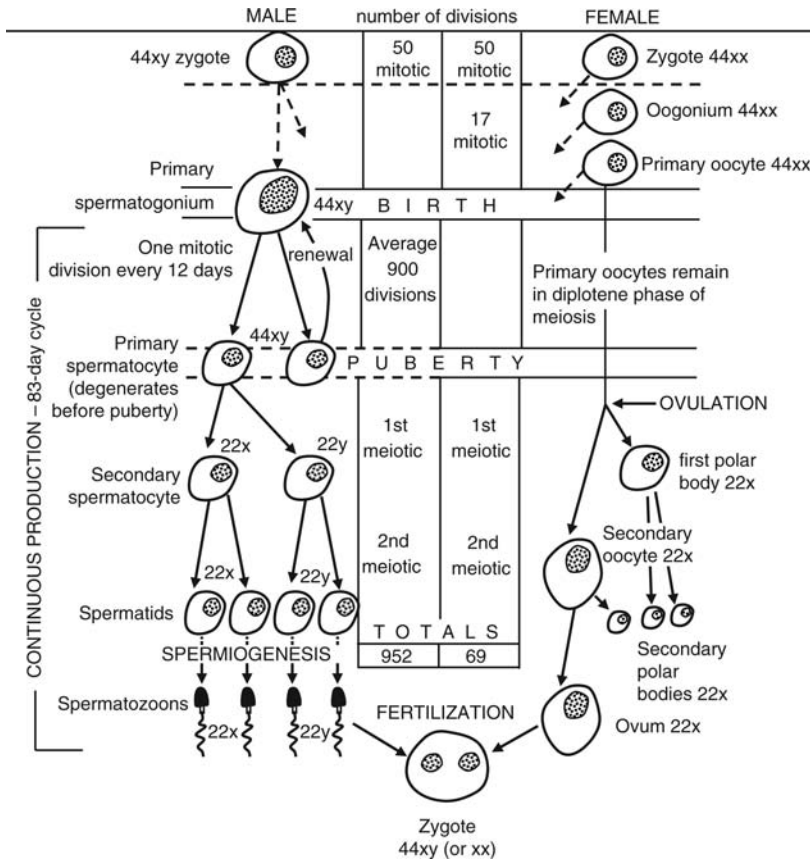 MALE
number of divisions
FEMALE
44xy zygote
50
mitotic
50
mitotic
Zygote 44xx
17
mitotic
Oogonium 44xx
Primary oocyte 44xx
Primary
spermatogonium
44xy
BIRTH
One mitotic
division every 12 days
renewal
Average
900
divisions
Primary oocytes remain
in diplotene phase of
meiosis
44xy
Primary
spermatocyte
(degenerates
before puberty)
PUBERTY
OVULATION
22x
22y
1st
meiotic
1st
meiotic
Secondary
spermatocyte
first polar
body 22x
CONTINUOUS PRODUCTION – 83-day cycle
22x
22y
2nd
meiotic
2nd
meiotic
Secondary
oocyte 22x
Spermatids
TOTALS
952
69
SPERMIOGENESIS
Secondary
polar
bodies 22x
Spermatozoons
22x
22y
FERTILIZATION
Ovum 22x
Zygote
44xy (or xx)